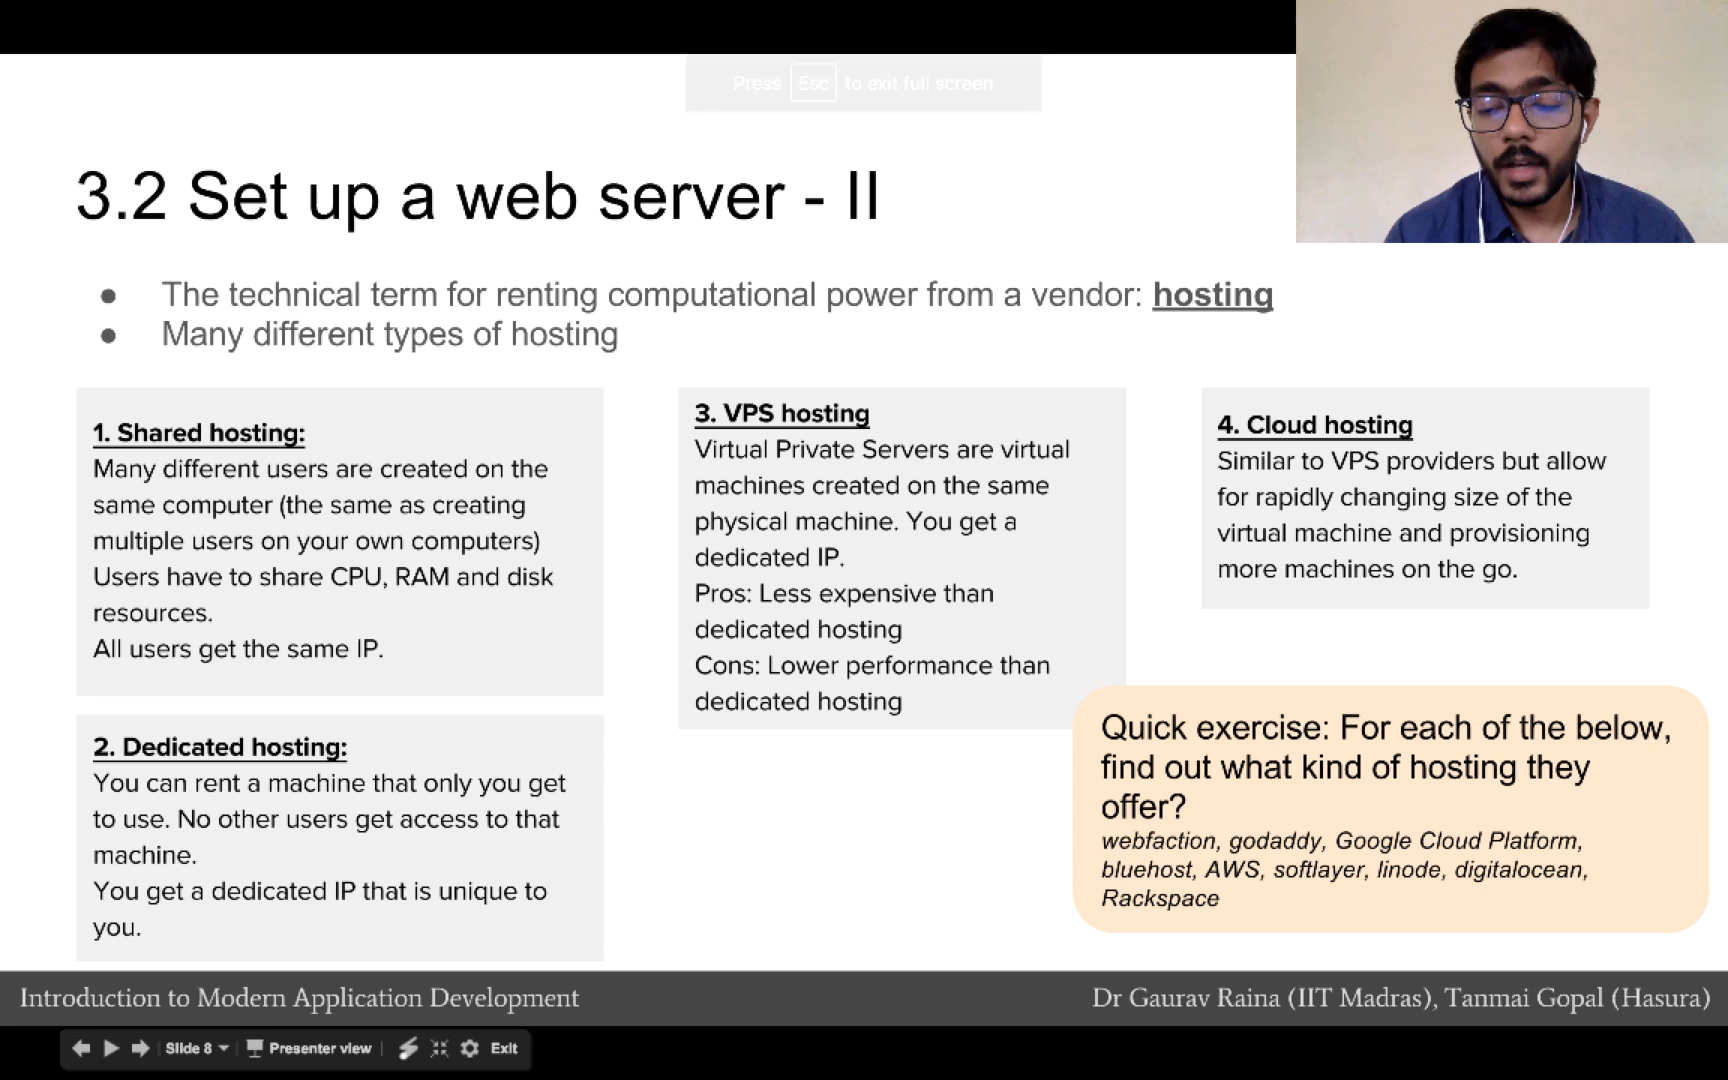 Press Esc to exit full screen
3.2 Set up a web server - II
● The technical term for renting computational power from a vendor: hosting
● Many different types of hosting
1. Shared hosting:
Many different users are created on the
same computer (the same as creating
multiple users on your own computers)
Users have to share CPU, RAM and disk
resources.
All users get the same IP.
2. Dedicated hosting:
You can rent a machine that only you get
to use. No other users get access to that
machine.
You get a dedicated IP that is unique to
you.
3. VPS hosting
Virtual Private Servers are virtual
machines created on the same
physical machine. You get a
dedicated IP.
Pros: Less expensive than
dedicated hosting
Cons: Lower performance than
dedicated hosting
4. Cloud hosting
Similar to VPS providers but allow
for rapidly changing size of the
virtual machine and provisioning
more machines on the go.
Quick exercise: For each of the below,
find out what kind of hosting they
offer?
webfaction, godaddy, Google Cloud Platform,
bluehost, AWS, softlayer, linode, digitalocean,
Rackspace
Introduction to Modern Application Development
Dr Gaurav Raina (IIT Madras), Tanmai Gopal (Hasura)
Slide 8 Presenter view Exit